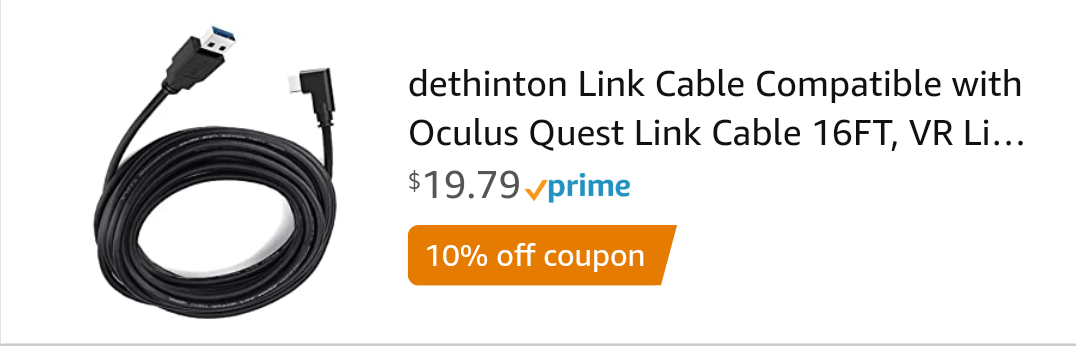 dethinton Link Cable Compatible with
Oculus Quest Link Cable 16FT, VR Li...
$19.79 prime
10% off coupon